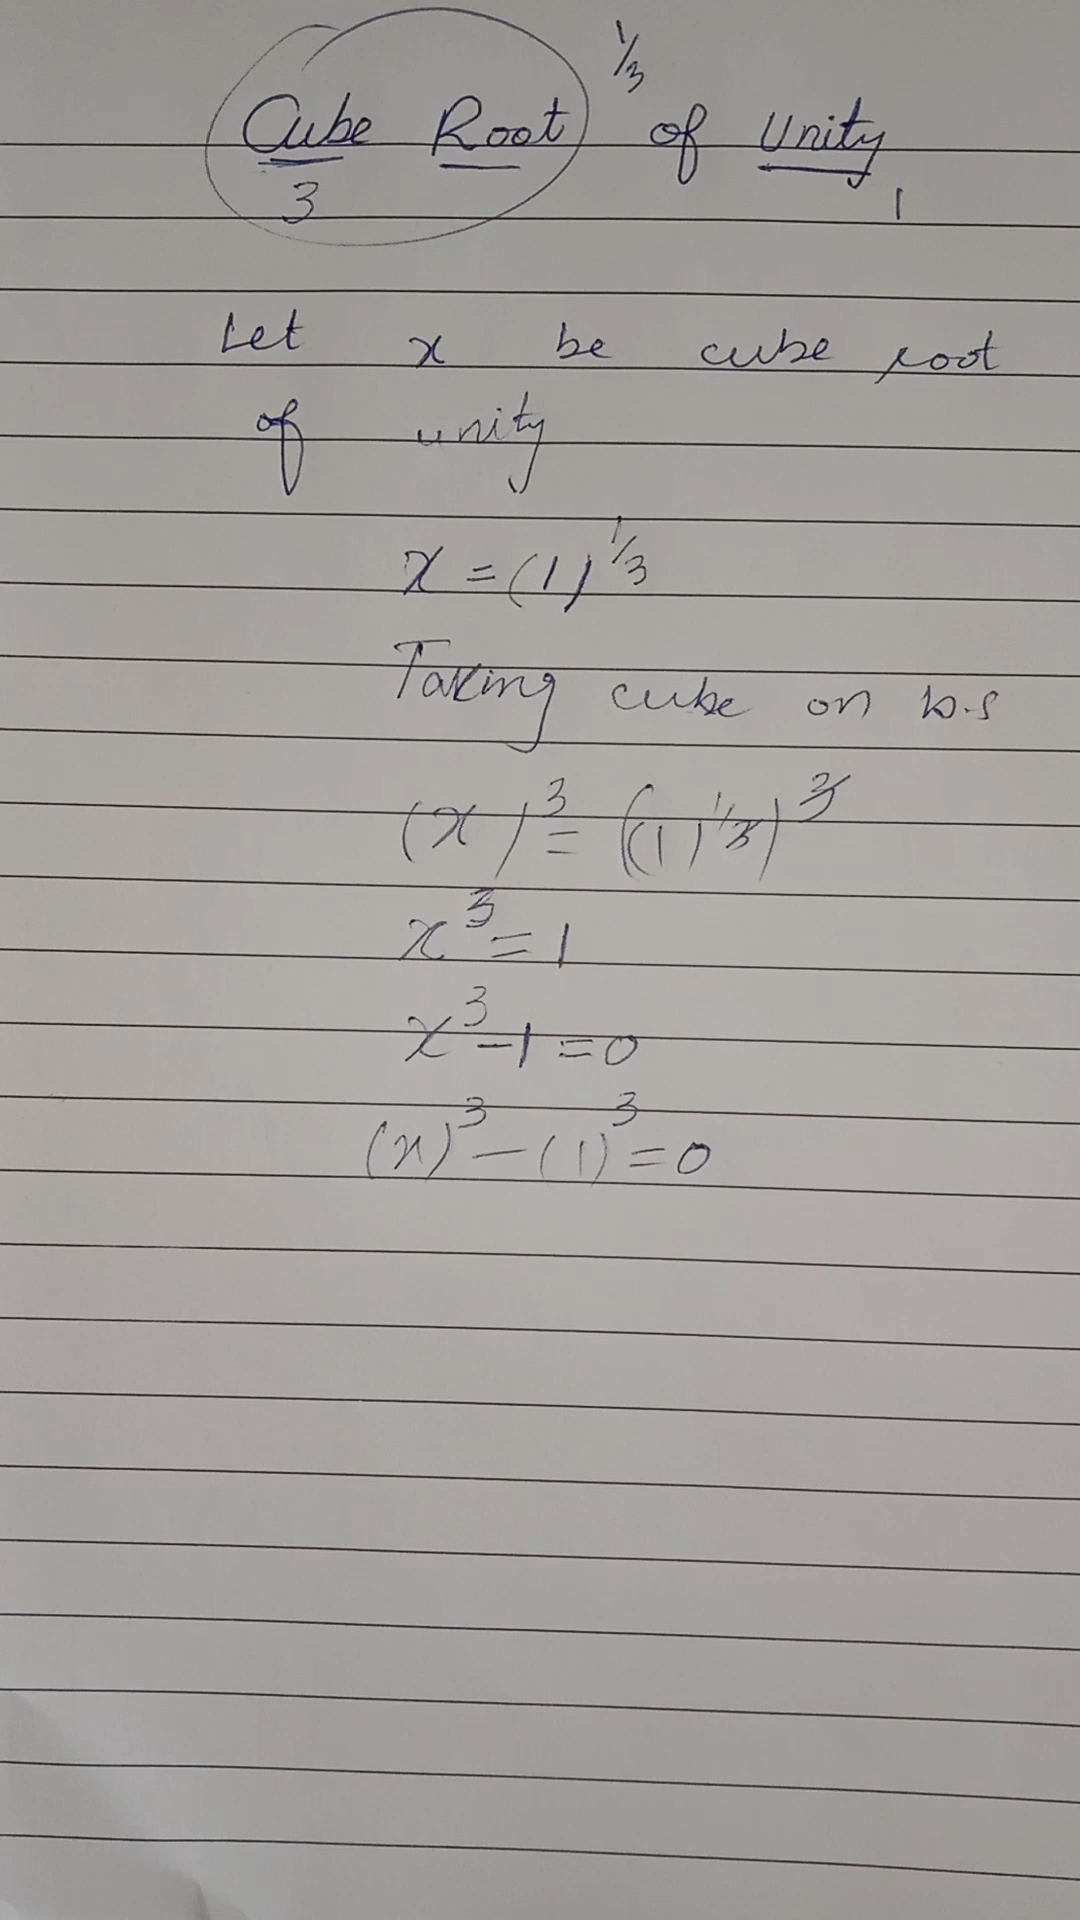 1/3
Cube Root of Unity
3 1
Let x be cube root
of unity
x = (1)^1/3
Taking cube on b.s
(x)^3 = ((1)^1/3)^3
x^3 = 1
x^3 - 1 = 0
(x)^3 - (1)^3 = 0